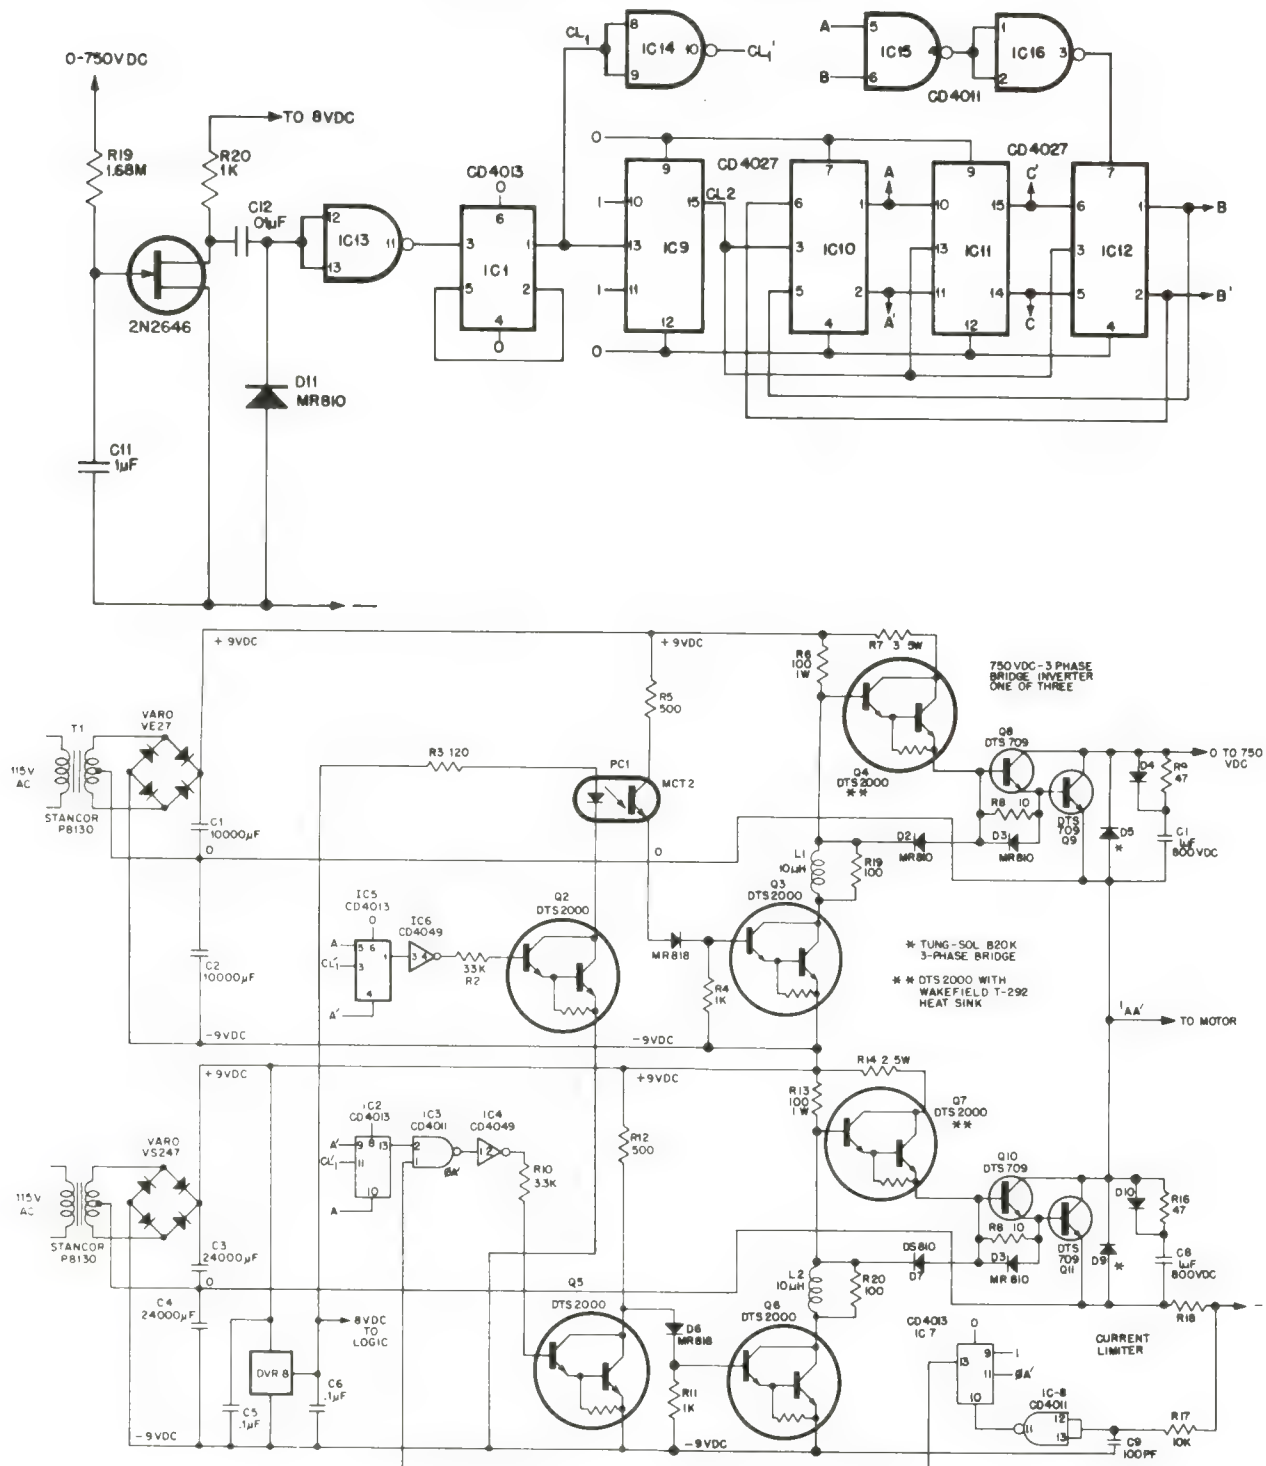 0-750VDC
TO 8VDC
R19
1.68M
R20
1K
C12
.01µF
2N2646
C11
1µF
D11
MR810
12
13
IC13
11
CD4013
0
6
3
1
IC1
5
2
4
0
CL1
8
9
IC14
10
CL1'
A
5
B
6
IC15
4
1
2
IC16
3
CD4011
0
9
CD4027
1
10
15
CL2
13
IC9
1
11
12
0
7
6
1
A
3
IC10
5
2
A'
4
9
CD4027
10
15
C'
13
IC11
11
14
C
12
7
6
1
B
3
IC12
5
2
B'
4
+9VDC
+9VDC
T1
115V
AC
STANCOR
P8130
VARO
VE27
C1
10000µF
0
C2
10000µF
-9VDC
-9VDC
R3 120
R5
500
PC1
MCT2
0
IC5
CD4013
0
A
5
6
1
CL1'
3
4
A'
IC6
CD4049
3
4
33K
R2
Q2
DTS2000
MR818
R4
1K
R6
100
1W
R7 3 5W
Q4
DTS2000
**
L1
10µH
R19
100
Q3
DTS2000
D2
MR810
D3
MR810
Q8
DTS709
R8
10
DTS
709
Q9
750VDC-3 PHASE
BRIDGE INVERTER
ONE OF THREE
D4
R9
47
0 TO 750
VDC
D5
*
C1
1µF
800VDC
* TUNG-SOL B20K
3-PHASE BRIDGE
** DTS2000 WITH
WAKEFIELD T-292
HEAT SINK
iAA'
TO MOTOR
+9VDC
+9VDC
115V
AC
STANCOR
P8130
VARO
VS247
C3
24000µF
0
C4
24000µF
-9VDC
-9VDC
IC2
CD4013
A'
9
8
13
CL1'
11
10
A
IC3
CD4011
2
1
ØA'
IC4
CD4049
1
2
R10
3.3K
R12
500
R13
100
1W
R14 2 5W
Q7
DTS2000
**
Q10
DTS709
R8
10
DTS
709
Q11
D3
MR810
DS810
D7
L2
10µH
R20
100
D10
R16
47
D9
*
C8
1µF
800VDC
R18
-
8VDC
TO
LOGIC
DVR 8
C5
.1µF
C6
.1µF
Q5
DTS2000
D6
MR818
R11
1K
Q6
DTS2000
CD4013
IC7
0
13
9
1
11
ØA'
10
CURRENT
LIMITER
IC-8
CD4011
11
12
13
C9
100PF
R17
10K